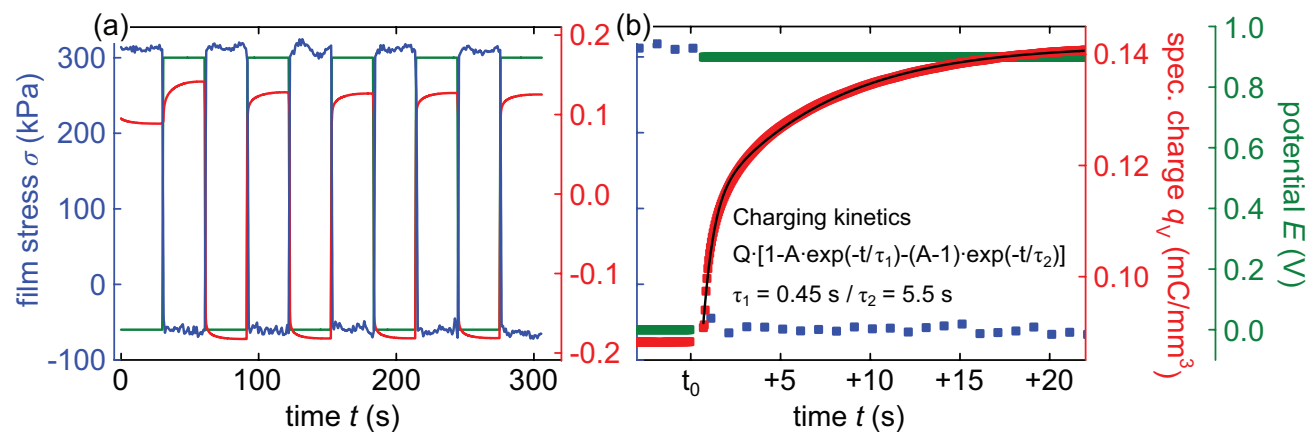 (a)
film stress σ (kPa)
300
200
100
0
-100
0 100 200 300
time t (s)
0.2
0.1
0.0
-0.1
-0.2
(b)
Charging kinetics
Q·[1-A·exp(-t/τ1)-(A-1)·exp(-t/τ2)]
τ1 = 0.45 s / τ2 = 5.5 s
t0 +5 +10 +15 +20
time t (s)
0.14
0.12
0.10
spec. charge qV (mC/mm3)
1.0
0.8
0.6
0.4
0.2
0.0
potential E (V)